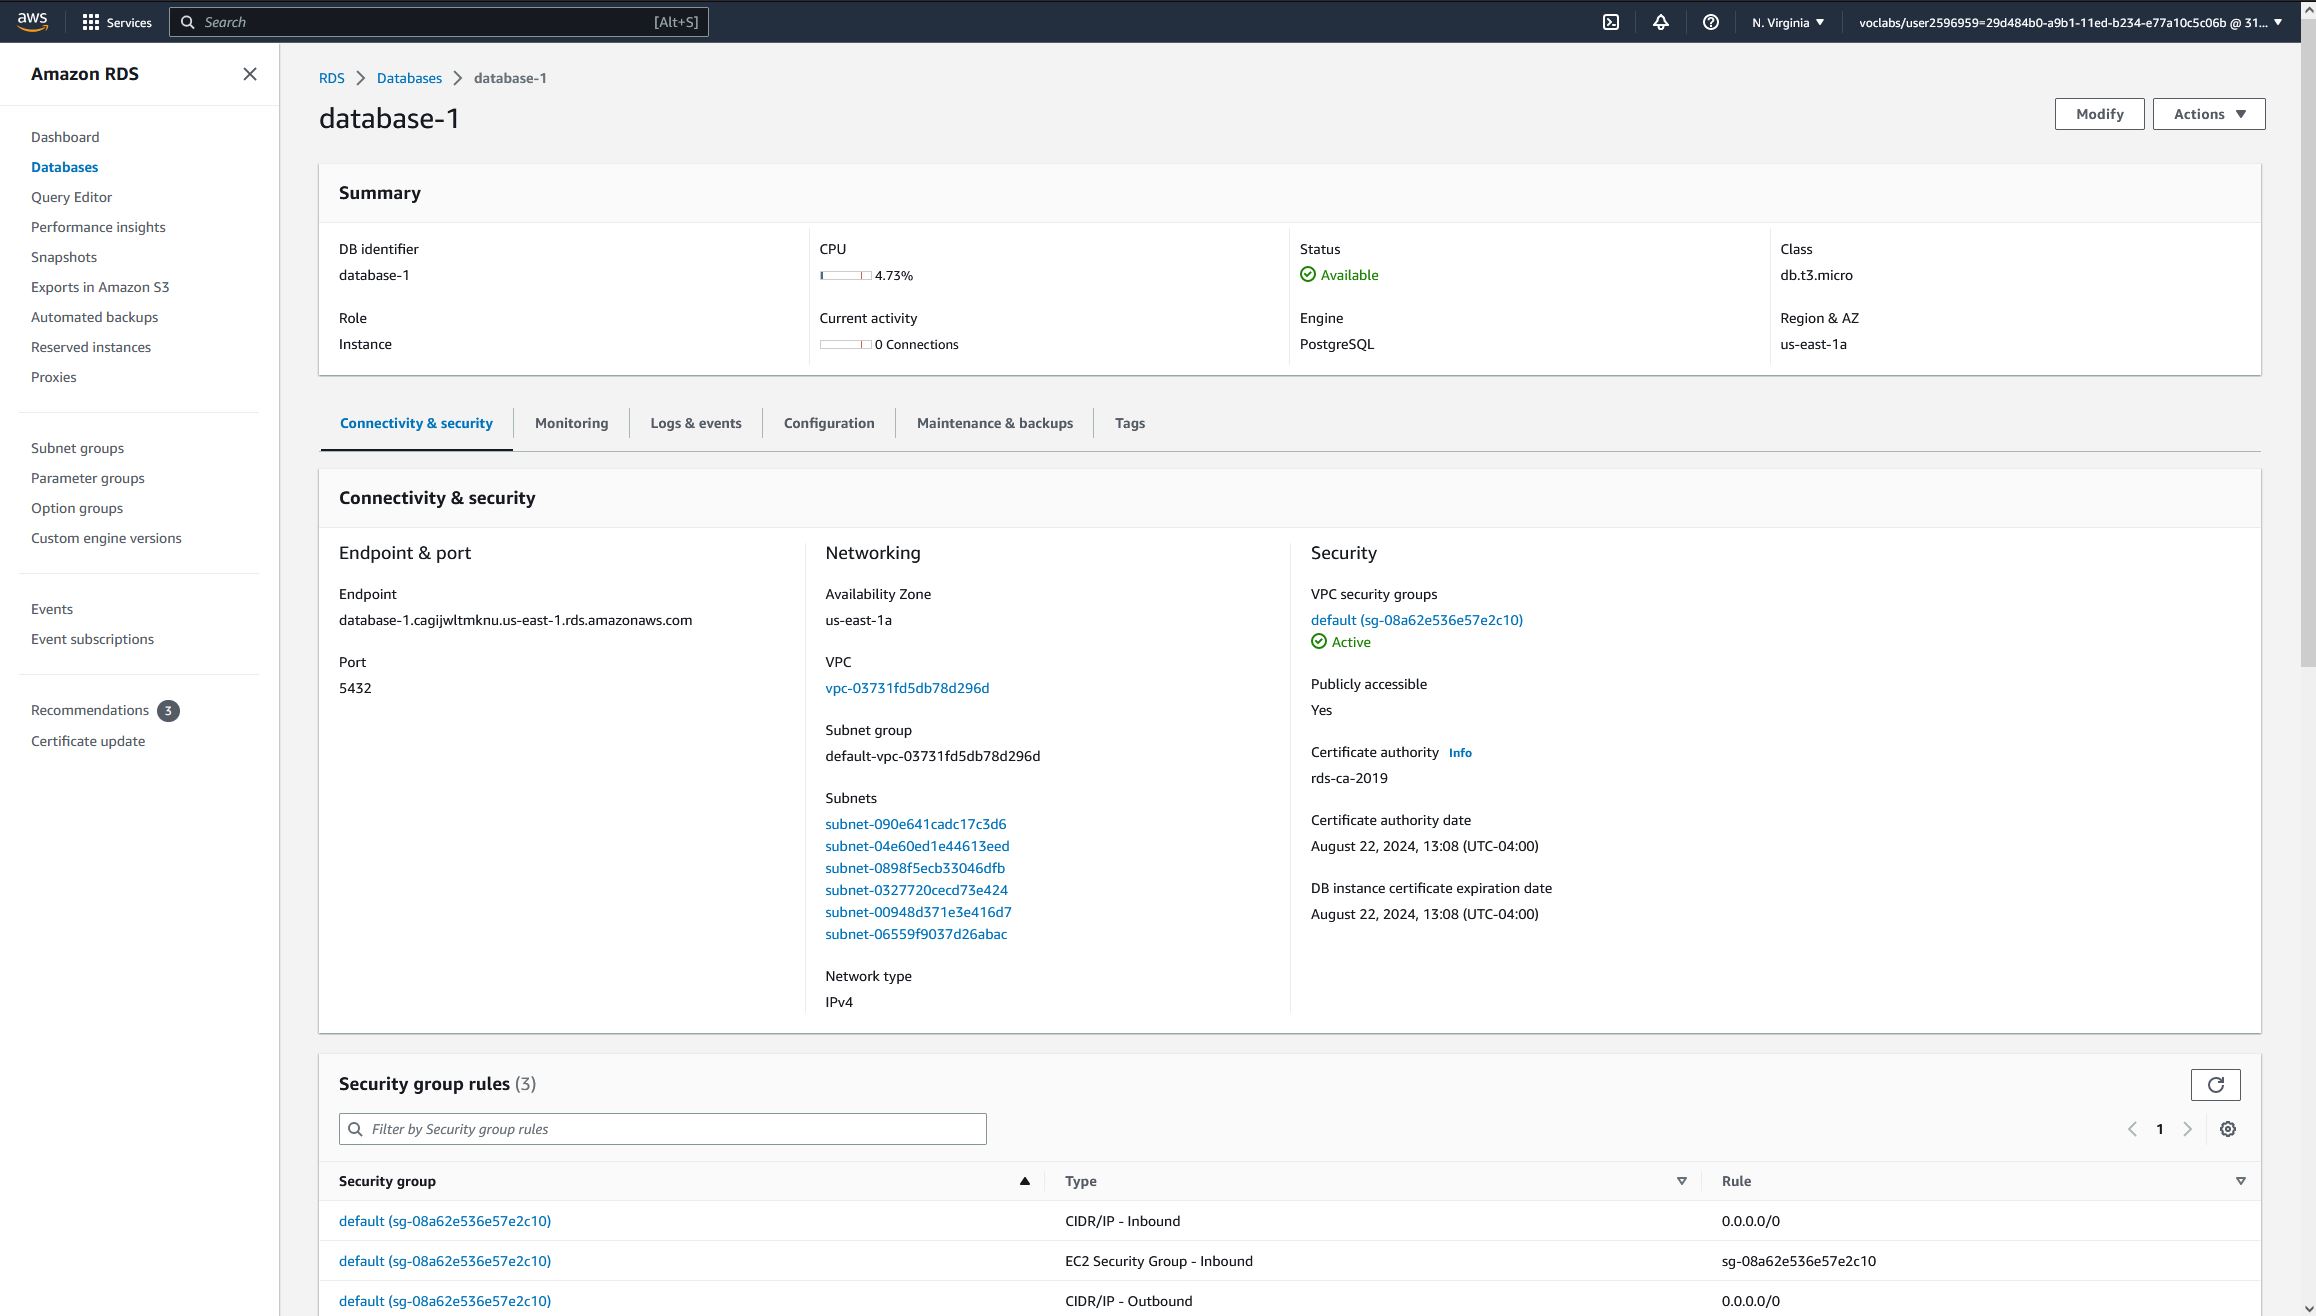 aws
Services
Search
[Alt+S]
N. Virginia
voclabs/user2596959=29d484b0-a9b1-11ed-b234-e77a10c5c06b @ 31...
Amazon RDS
Dashboard
Databases
Query Editor
Performance insights
Snapshots
Exports in Amazon S3
Automated backups
Reserved instances
Proxies
Subnet groups
Parameter groups
Option groups
Custom engine versions
Events
Event subscriptions
Recommendations 3
Certificate update
RDS > Databases > database-1
database-1
Modify
Actions
Summary
DB identifier
database-1
CPU
4.73%
Status
Available
Class
db.t3.micro
Role
Instance
Current activity
0 Connections
Engine
PostgreSQL
Region & AZ
us-east-1a
Connectivity & security
Monitoring
Logs & events
Configuration
Maintenance & backups
Tags
Connectivity & security
Endpoint & port
Endpoint
database-1.cagijwltmknu.us-east-1.rds.amazonaws.com
Port
5432
Networking
Availability Zone
us-east-1a
VPC
vpc-03731fd5db78d296d
Subnet group
default-vpc-03731fd5db78d296d
Subnets
subnet-090e641cadc17c3d6
subnet-04e60ed1e44613eed
subnet-0898f5ecb33046dfb
subnet-0327720cecd73e424
subnet-00948d371e3e416d7
subnet-06559f9037d26abac
Network type
IPv4
Security
VPC security groups
default (sg-08a62e536e57e2c10)
Active
Publicly accessible
Yes
Certificate authority Info
rds-ca-2019
Certificate authority date
August 22, 2024, 13:08 (UTC-04:00)
DB instance certificate expiration date
August 22, 2024, 13:08 (UTC-04:00)
Security group rules (3)
Filter by Security group rules
1
Security group
Type
Rule
default (sg-08a62e536e57e2c10)
CIDR/IP - Inbound
0.0.0.0/0
default (sg-08a62e536e57e2c10)
EC2 Security Group - Inbound
sg-08a62e536e57e2c10
default (sg-08a62e536e57e2c10)
CIDR/IP - Outbound
0.0.0.0/0